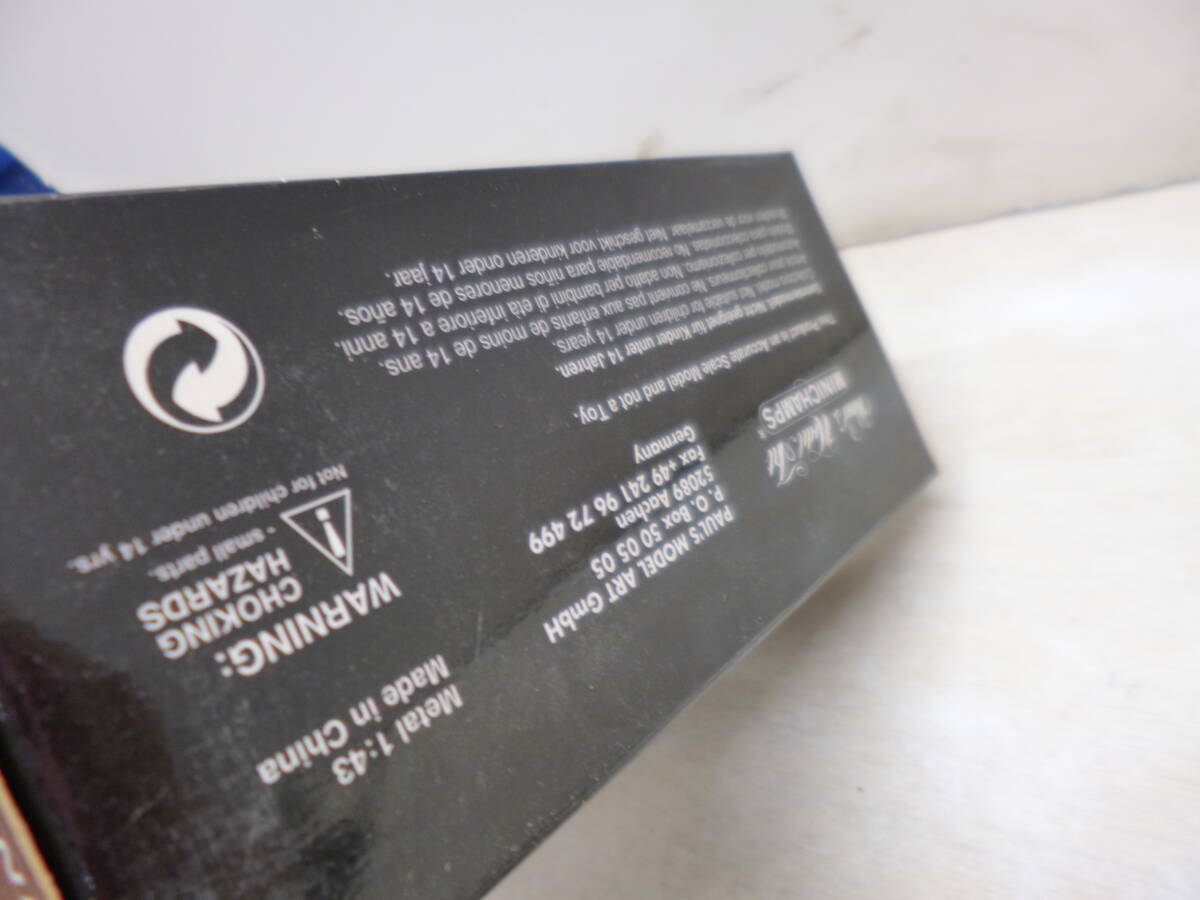 Metal 1:43
Made in China
WARNING:
CHOKING
HAZARDS
- small parts.
Not for children under 14 yrs.
PAUL'S MODEL ART GmbH
P.O. Box 50 05 05
52089 Aachen
Fax +49 241 96 72 499
Germany
Paul's Model Art
MINICHAMPS
This Product is an Accurate Scale Model and not a Toy.
Nicht geeignet für Kinder unter 14 Jahren.
Not suitable for children under 14 years.
Ne convient pas aux enfants de moins de 14 ans.
Non adatto per bambini di età inferiore a 14 anni.
No recomendable para niños menores de 14 años.
Niet geschikt voor kinderen onder 14 jaar.